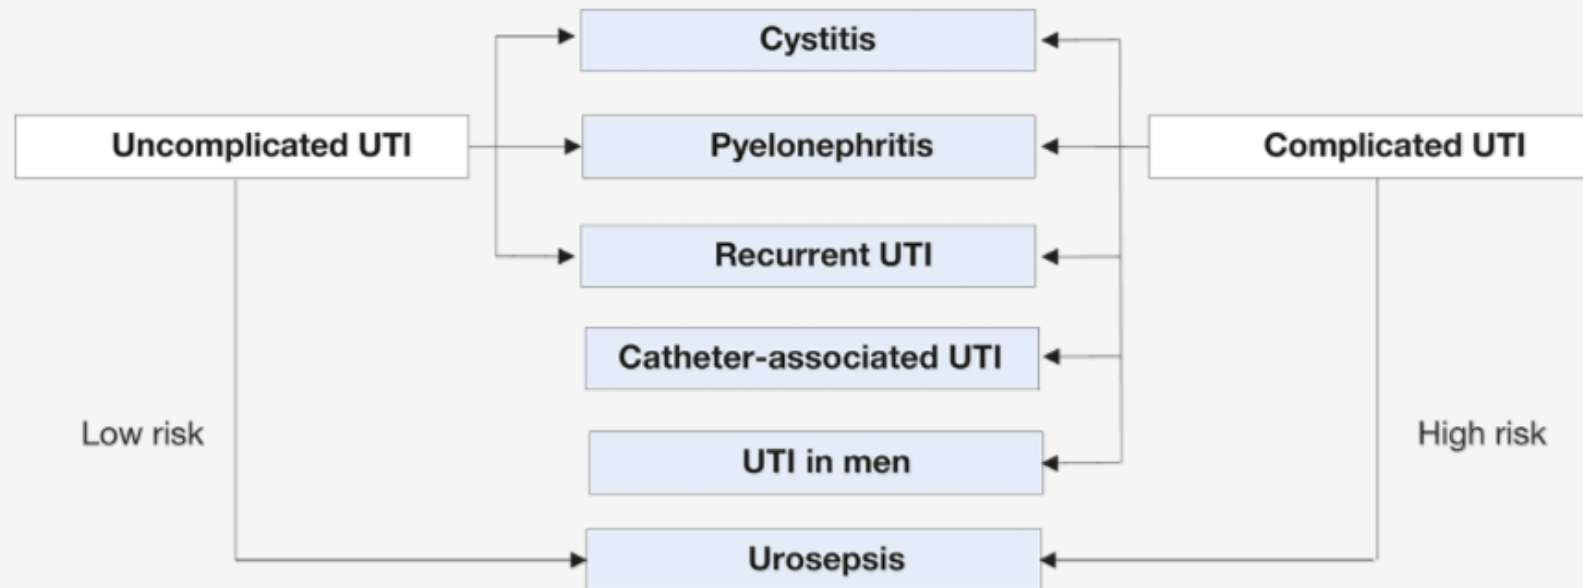 Cystitis
Uncomplicated UTI
Pyelonephritis
Complicated UTI
Recurrent UTI
Catheter-associated UTI
Low risk
High risk
UTI in men
Urosepsis